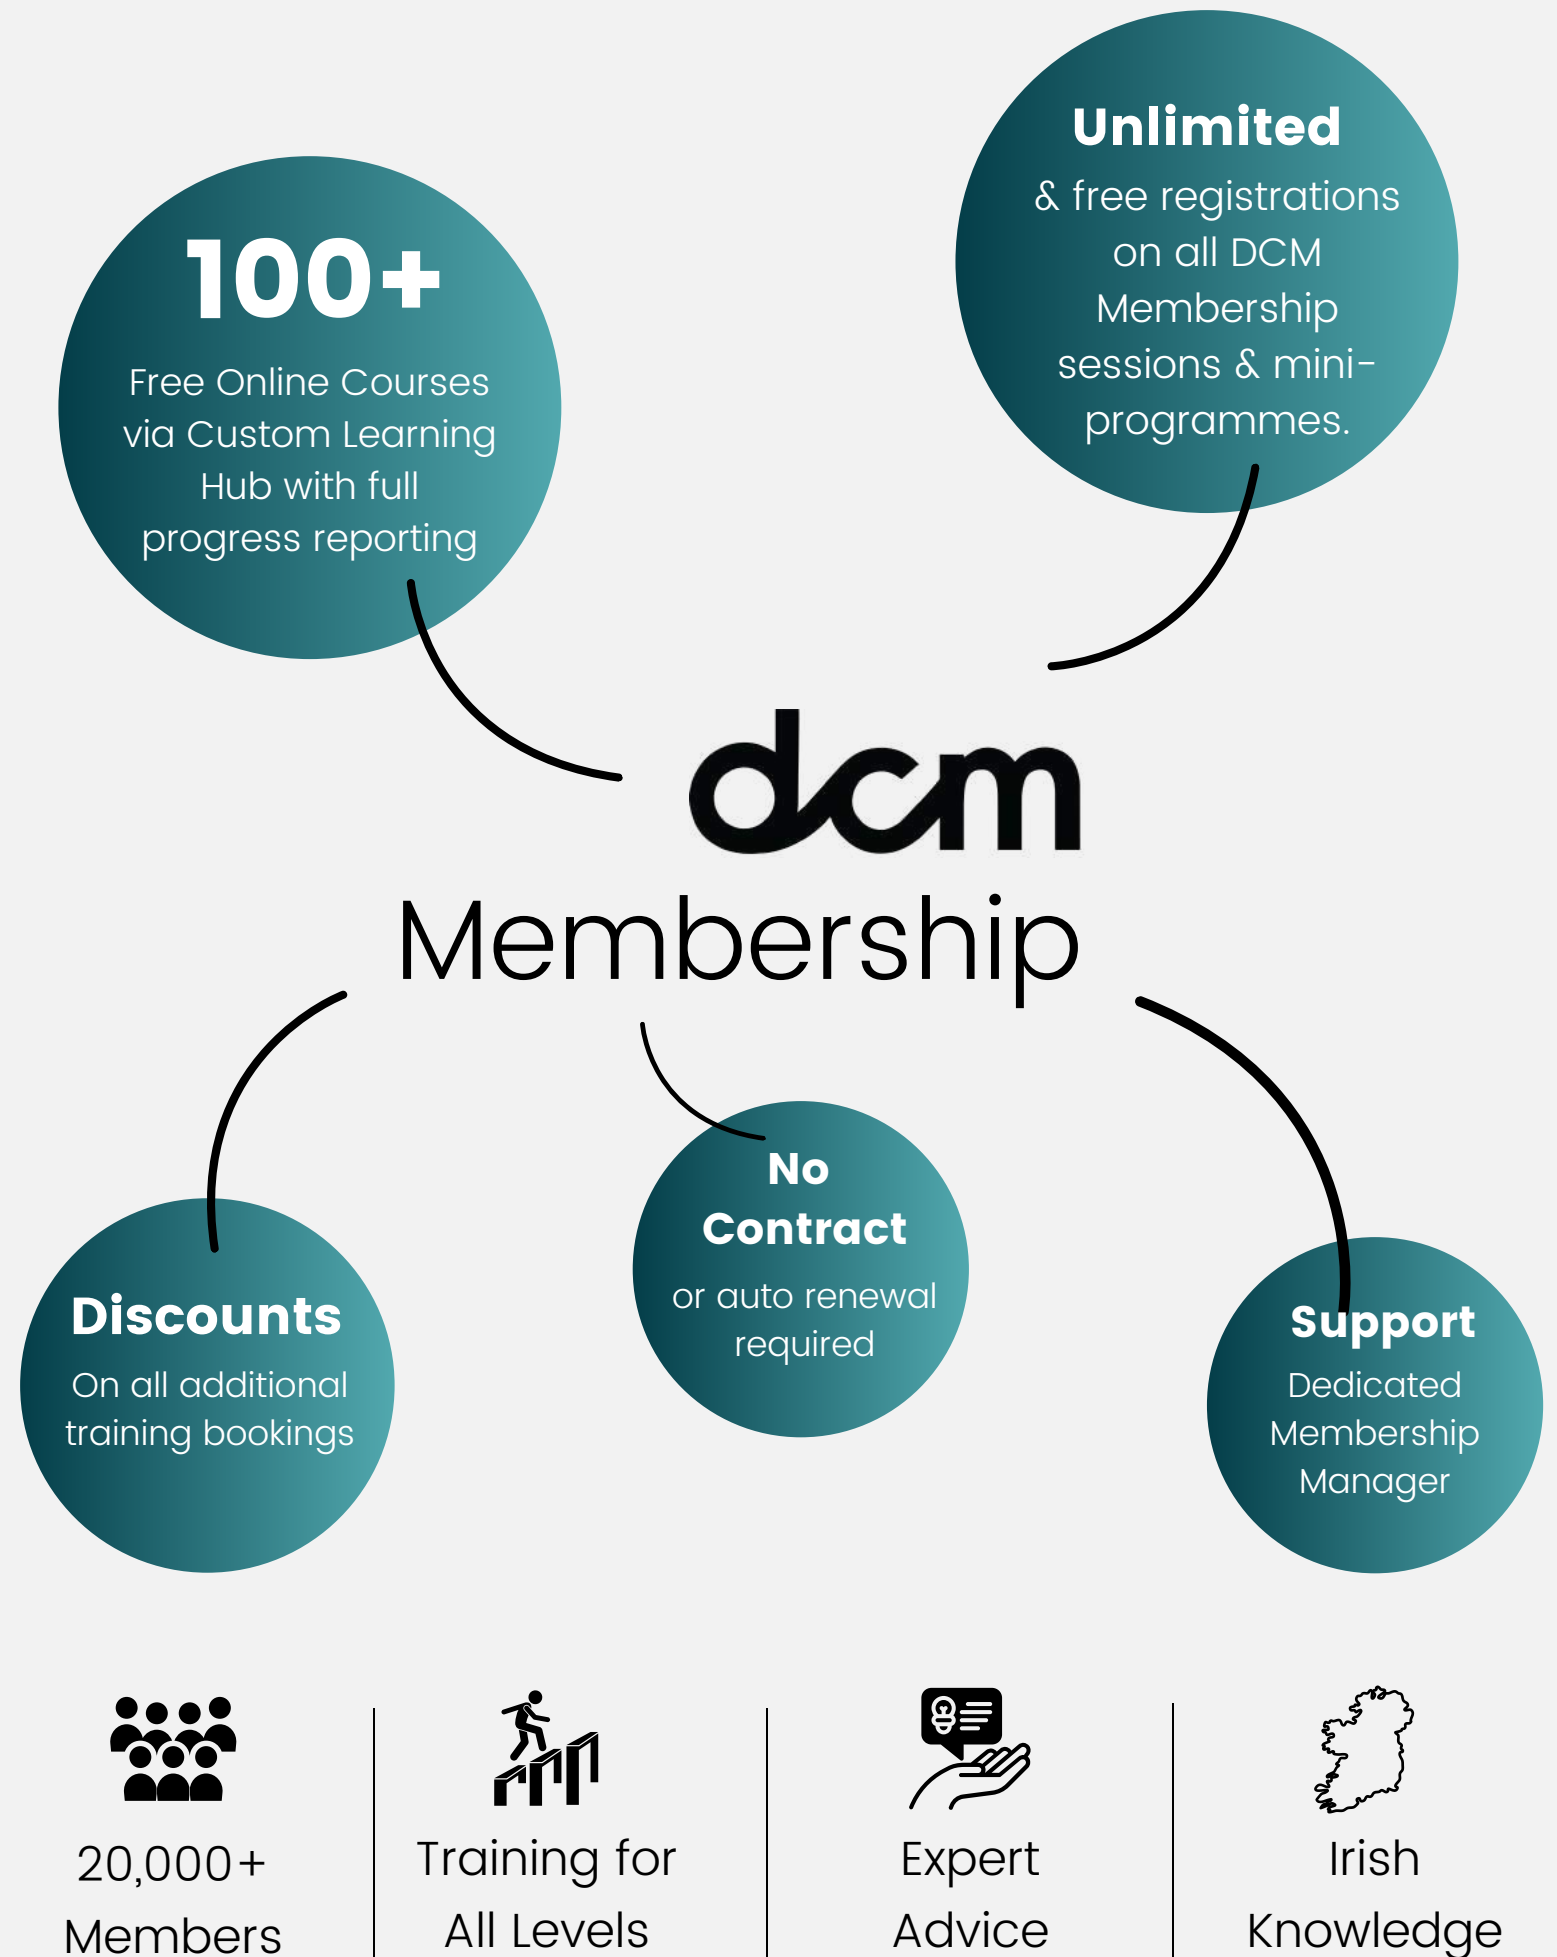 Unlimited
& free registrations
on all DCM
Membership
sessions & mini-
programmes.
100+
Free Online Courses
via Custom Learning
Hub with full
progress reporting
dcm
Membership
No
Contract
or auto renewal
required
Discounts
On all additional
training bookings
Support
Dedicated
Membership
Manager
20,000+
Members
Training for
All Levels
Expert
Advice
Irish
Knowledge